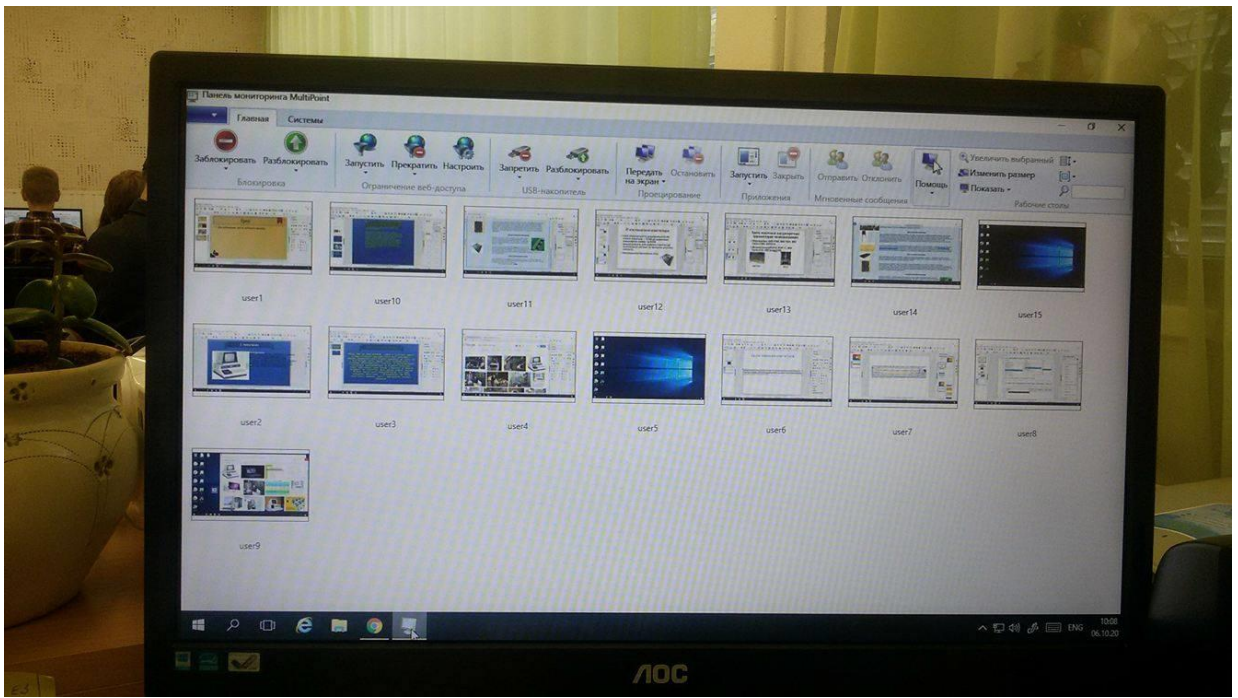 Панель мониторинга MultiPoint
Главная Системы
Заблокировать Разблокировать Запустить Прекратить Настроить Запретить Разблокировать Передать на экран Остановить Запустить Закрыть Отправить Отклонить Помощь
Увеличить выбранный
Изменить размер
Показать
Блокировка Ограничение веб-доступа USB-накопитель Проецирование Приложения Мгновенные сообщения Рабочие столы
user1 user10 user11 user12 user13 user14 user15
user2 user3 user4 user5 user6 user7 user8
user9
ENG 10:08
06.10.20
AOC